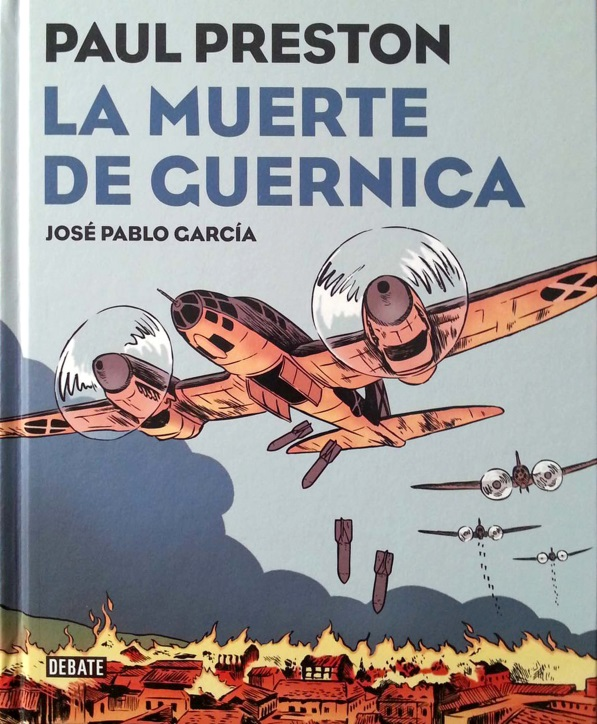 PAUL PRESTON
LA MUERTE
DE GUERNICA
JOSÉ PABLO GARCÍA
DEBATE